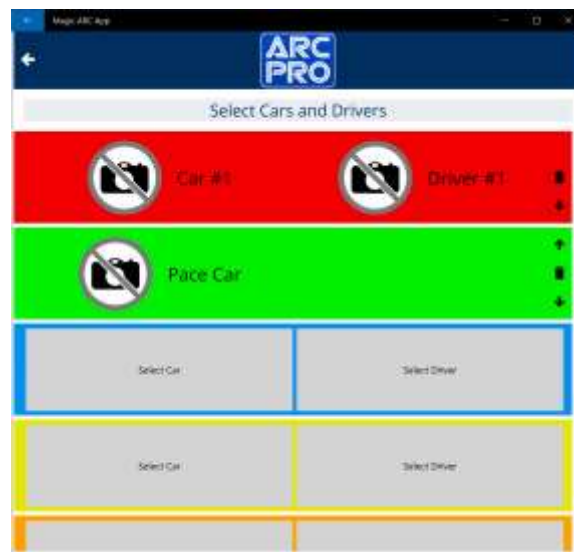 Magic ARC App
ARC
PRO
Select Cars and Drivers
Car #1 Driver #1
Pace Car
Select Car Select Driver
Select Car Select Driver